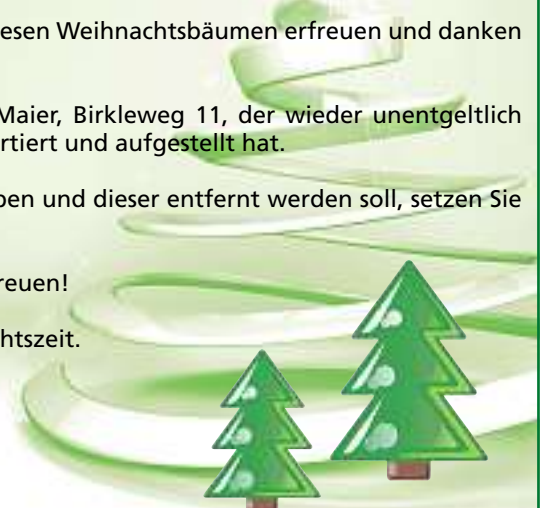 esen Weihnachtsbäumen erfreuen und danken
Maier, Birkleweg 11, der wieder unentgeltlich
rtiert und aufgestellt hat.
ben und dieser entfernt werden soll, setzen Sie
reuen!
htszeit.